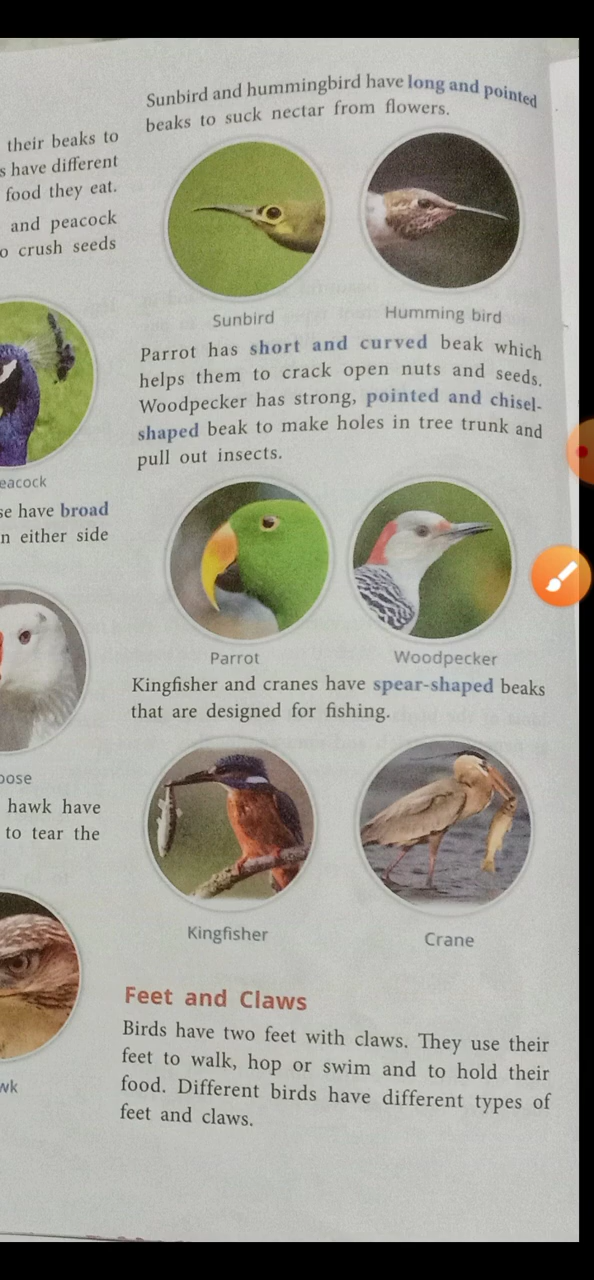 their beaks to
have different
food they eat.
and peacock
crush seeds
eacock
se have broad
n either side
oose
hawk have
to tear the
wk
Sunbird and hummingbird have long and pointed
beaks to suck nectar from flowers.
Sunbird
Humming bird
Parrot has short and curved beak which
helps them to crack open nuts and seeds.
Woodpecker has strong, pointed and chisel-
shaped beak to make holes in tree trunk and
pull out insects.
Parrot
Woodpecker
Kingfisher and cranes have spear-shaped beaks
that are designed for fishing.
Kingfisher
Crane
Feet and Claws
Birds have two feet with claws. They use their
feet to walk, hop or swim and to hold their
food. Different birds have different types of
feet and claws.